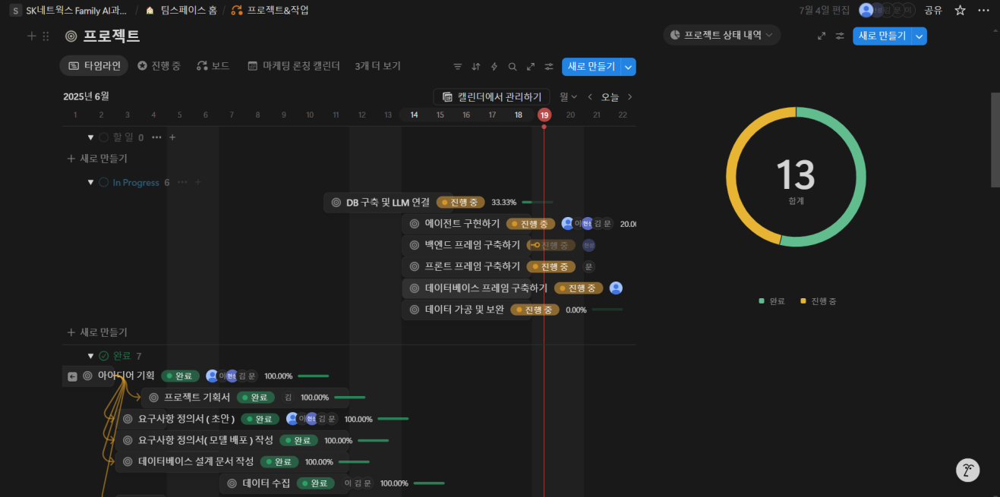 S SK네트웍스 Family AI과... / 팀스페이스 홈 / 프로젝트&작업
7월 4일 편집 공유
프로젝트
프로젝트 상태 내역
새로 만들기
타임라인 진행 중 보드 마케팅 론칭 캘린더 3개 더 보기
새로 만들기
2025년 6월
캘린더에서 관리하기 월 오늘
1 2 3 4 5 6 7 8 9 10 11 12 13 14 15 16 17 18 19 20 21 22
할 일 0
새로 만들기
In Progress 6
DB 구축 및 LLM 연결 진행 중 33.33%
에이전트 구현하기 진행 중 이 현성 김 문
백엔드 프레임 구축하기 진행 중 현성
프론트 프레임 구축하기 진행 중 문
데이터베이스 프레임 구축하기 진행 중
데이터 가공 및 보완 진행 중 0.00%
새로 만들기
완료 7
아이디어 기획 완료 이 현성 김 문 100.00%
프로젝트 기획서 완료 김 100.00%
요구사항 정의서 ( 초안 ) 완료 이 현성 김 문 100.00%
요구사항 정의서( 모델 배포 ) 작성 완료 100.00%
데이터베이스 설계 문서 작성 완료 100.00%
데이터 수집 완료 이 김 문 100.00%
13
합계
완료 진행 중